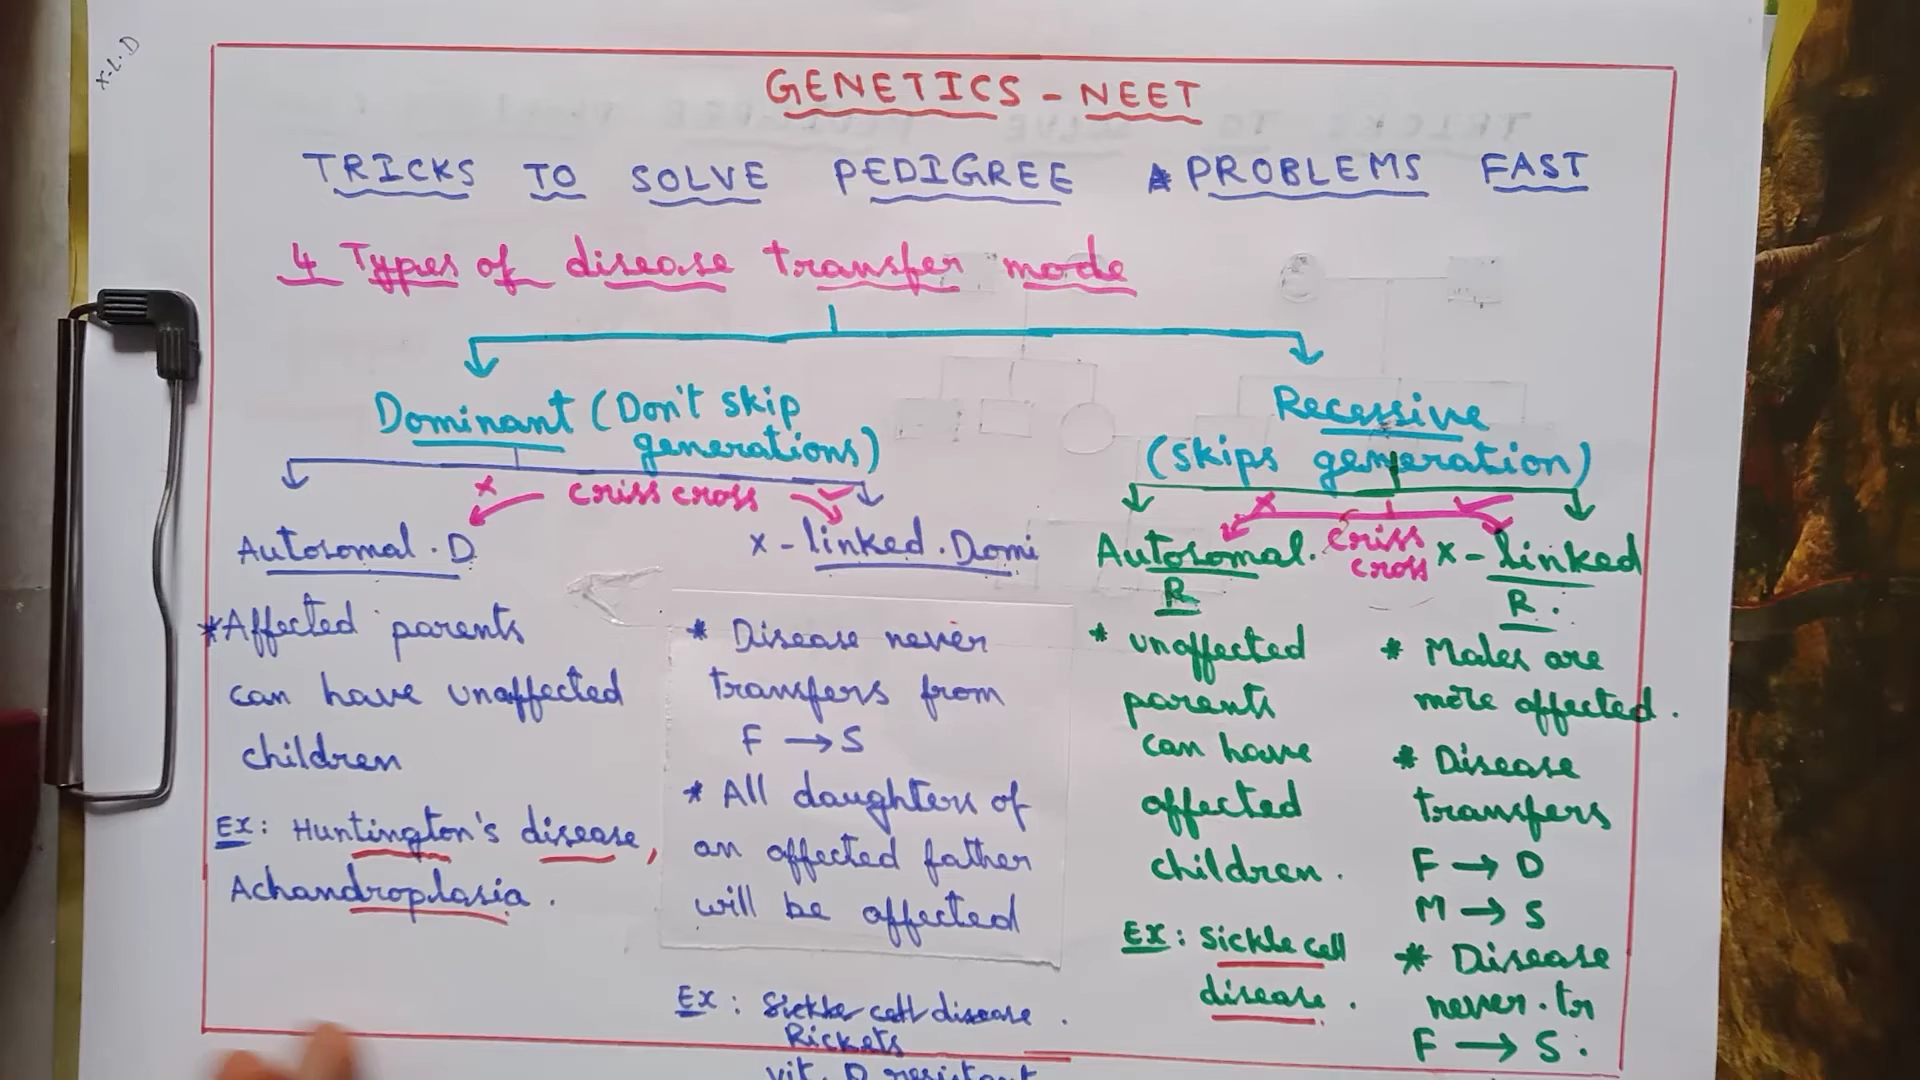 X-L.D
GENETICS - NEET
TRICKS TO SOLVE PEDIGREE PROBLEMS FAST
4 Types of disease transfer mode
Dominant (Don't skip
generations)
Recessive
(skips generation)
x criss cross
Autosomal.D
x-linked.Domi
Autosomal.
R
x criss
cross
x-linked
R.
* Affected parents
can have unaffected
children
Ex: Huntington's disease,
Achandroplasia.
* Disease never
transfers from
F → S
* All daughters of
an affected father
will be affected
Ex: Sickle cell disease.
Rickets
vit. D resistant
* unaffected
parents
can have
affected
children.
Ex: Sickle cell
disease.
* Males are
more affected.
* Disease
transfers
F → D
M → S
* Disease
never.tr
F → S.